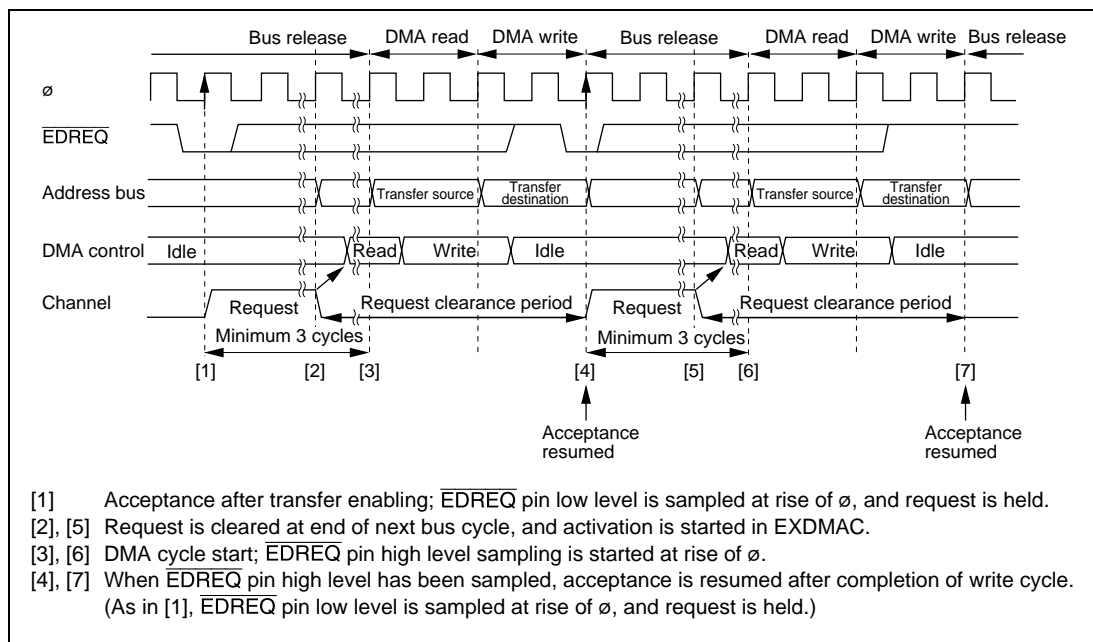 Bus release DMA read DMA write Bus release DMA read DMA write Bus release
ø
EDREQ
Address bus Transfer source Transfer destination Transfer source Transfer destination
DMA control Idle Read Write Idle Read Write Idle
Channel Request Request clearance period Request Request clearance period
Minimum 3 cycles Minimum 3 cycles
[1] [2] [3] [4] [5] [6] [7]
Acceptance resumed Acceptance resumed
[1] Acceptance after transfer enabling; EDREQ pin low level is sampled at rise of ø, and request is held.
[2], [5] Request is cleared at end of next bus cycle, and activation is started in EXDMAC.
[3], [6] DMA cycle start; EDREQ pin high level sampling is started at rise of ø.
[4], [7] When EDREQ pin high level has been sampled, acceptance is resumed after completion of write cycle.
(As in [1], EDREQ pin low level is sampled at rise of ø, and request is held.)